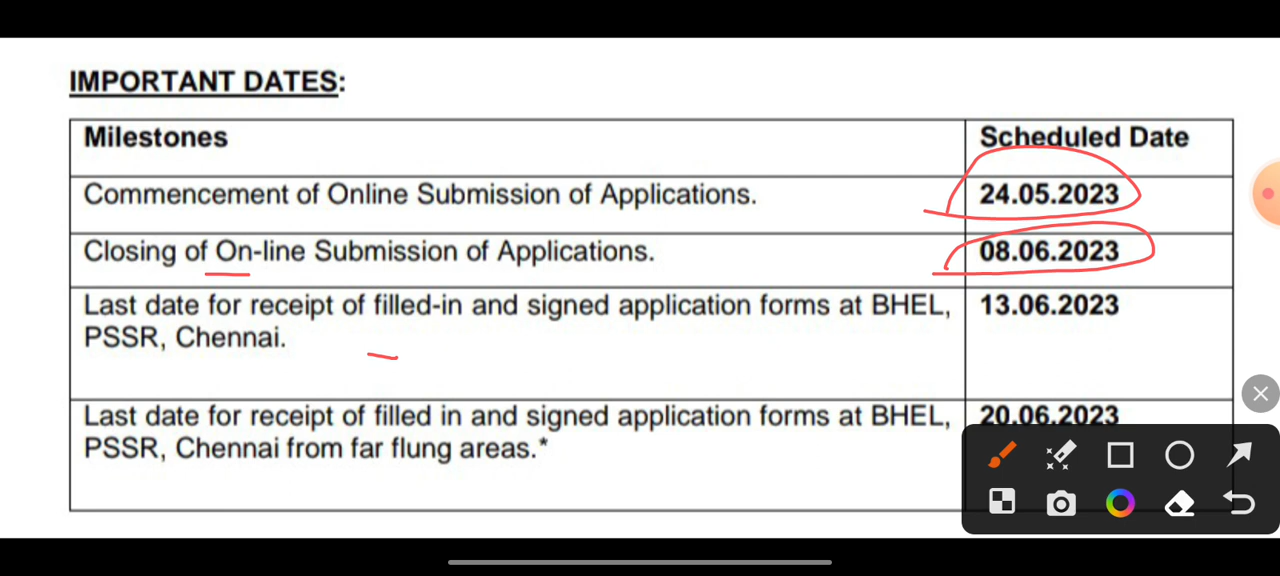 IMPORTANT DATES:
Milestones Scheduled Date
Commencement of Online Submission of Applications. 24.05.2023
Closing of On-line Submission of Applications. 08.06.2023
Last date for receipt of filled-in and signed application forms at BHEL, 13.06.2023
PSSR, Chennai.
Last date for receipt of filled in and signed application forms at BHEL, 20.06.2023
PSSR, Chennai from far flung areas.*